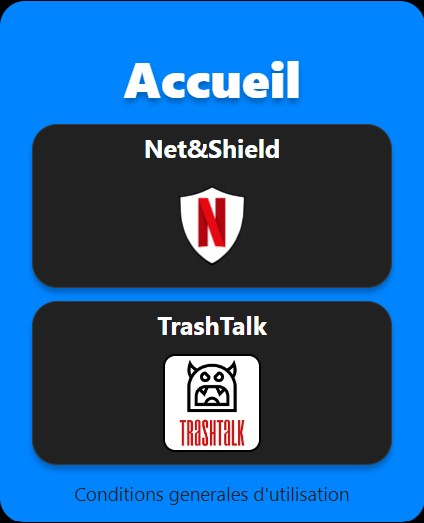 Accueil
Net&Shield
N
TrashTalk
TRASHTALK
Conditions generales d'utilisation